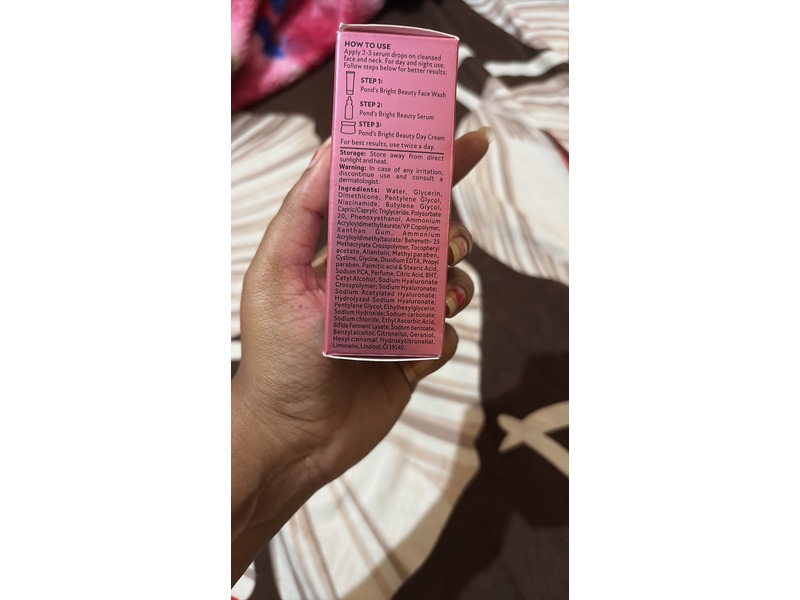 HOW TO USE
Apply 2-3 serum drops on cleansed
face and neck. For day and night use.
Follow steps below for better results:
STEP 1:
Pond's Bright Beauty Face Wash
STEP 2:
Pond's Bright Beauty Serum
STEP 3:
Pond's Bright Beauty Day Cream
For best results, use twice a day.
Storage: Store away from direct
sunlight and heat.
Warning: In case of any irritation,
discontinue use and consult a
dermatologist.
Ingredients: Water, Glycerin,
Dimethicone, Pentylene Glycol,
Niacinamide, Butylene Glycol,
Capric/Caprylic Triglyceride, Polysorbate
20, Phenoxyethanol, Ammonium
Acryloyldimethyltaurate/VP Copolymer,
Xanthan Gum, Ammonium
Acryloyldimethyltaurate/ Beheneth- 25
Methacrylate Crosspolymer, Tocopheryl
acetate, Allantoin, Methyl paraben,
Cystine, Glycine, Disodium EDTA, Propyl
paraben, Palmitic acid & Stearic Acid,
Sodium PCA, Perfume, Citric Acid, BHT,
Cetyl Alcohol, Sodium Hyaluronate
Crosspolymer; Sodium Hyaluronate;
Sodium Acetylated Hyaluronate;
Hydrolyzed Sodium Hyaluronate;
Pentylene Glycol; Ethylhexylglycerin,
Sodium Hydroxide; Sodium carbonate;
Sodium chloride, Ethyl Ascorbic Acid,
Bifida Ferment Lysate; Sodium benzoate,
Benzyl alcohol, Citronellol, Geraniol,
Hexyl cinnamal, Hydroxycitronellal,
Limonene, Linalool, CI 19140.